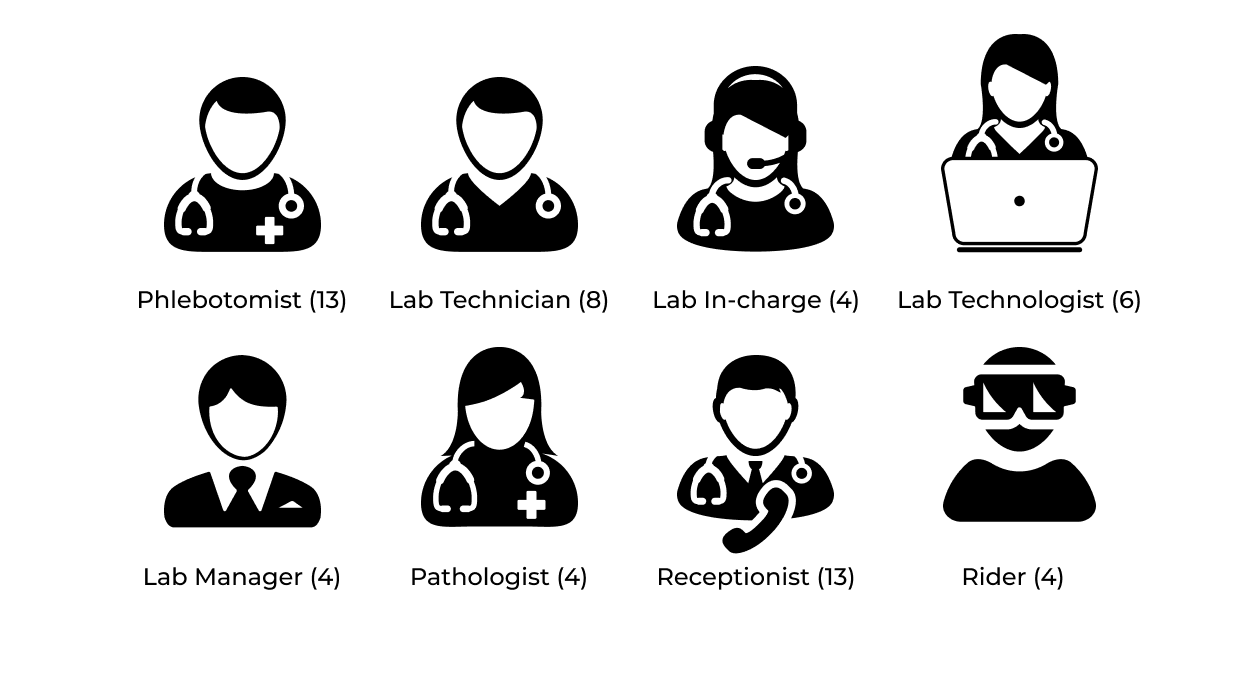 Phlebotomist (13)
Lab Technician (8)
Lab In-charge (4)
Lab Technologist (6)
Lab Manager (4)
Pathologist (4)
Receptionist (13)
Rider (4)